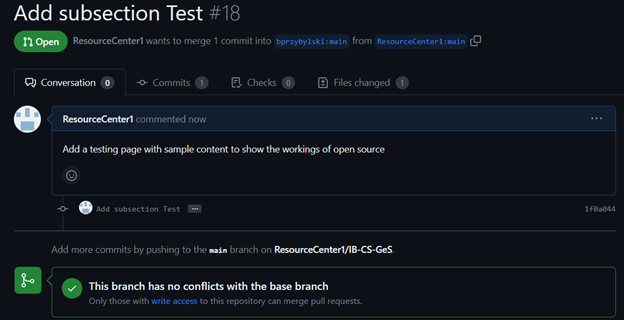 Add subsection Test #18
Open ResourceCenter1 wants to merge 1 commit into bprzybylski:main from ResourceCenter1:main
Conversation 0 Commits 1 Checks 0 Files changed 1
ResourceCenter1 commented now ...
Add a testing page with sample content to show the workings of open source
Add subsection Test ... 1f0a044
Add more commits by pushing to the main branch on ResourceCenter1/IB-CS-GeS.
This branch has no conflicts with the base branch
Only those with write access to this repository can merge pull requests.